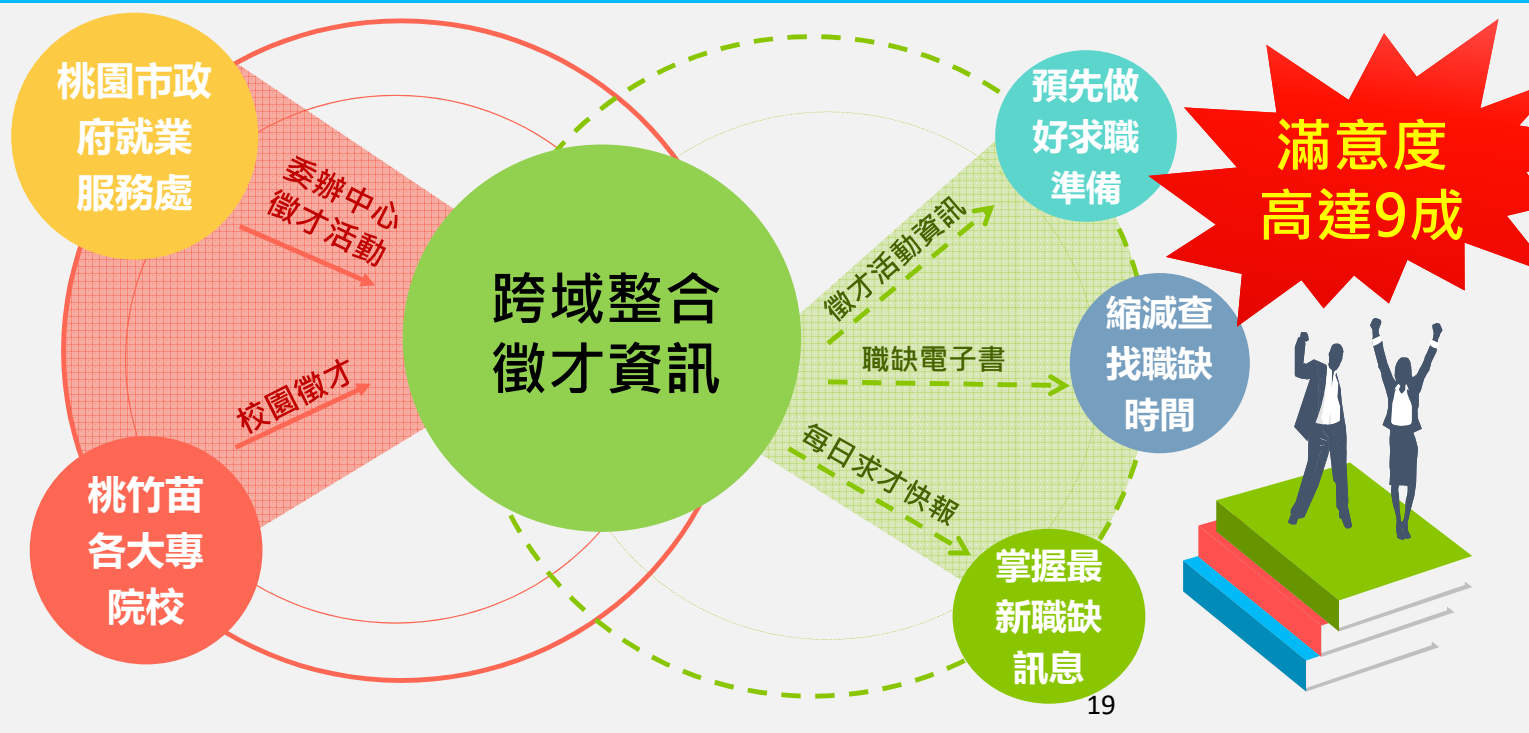 桃園市政
府就業
服務處
委辦中心
徵才活動
校園徵才
桃竹苗
各大專
院校
跨域整合
徵才資訊
徵才活動資訊
職缺電子書
每日求才快報
預先做
好求職
準備
縮減查
找職缺
時間
掌握最
新職缺
訊息
滿意度
高達9成
19